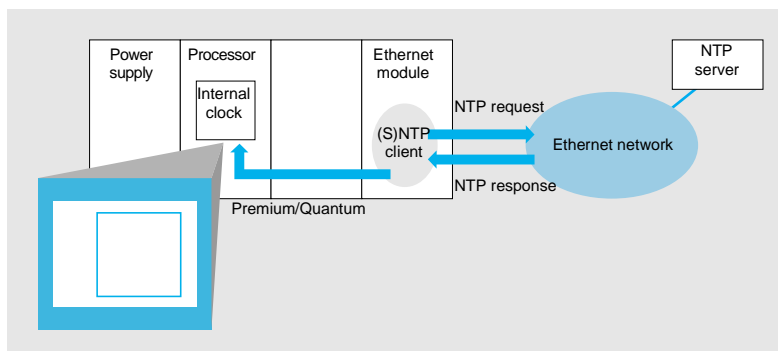 Power
supply
Processor
Ethernet
module
NTP
server
Internal
clock
NTP request
(S)NTP
client
Ethernet network
NTP response
Premium/Quantum